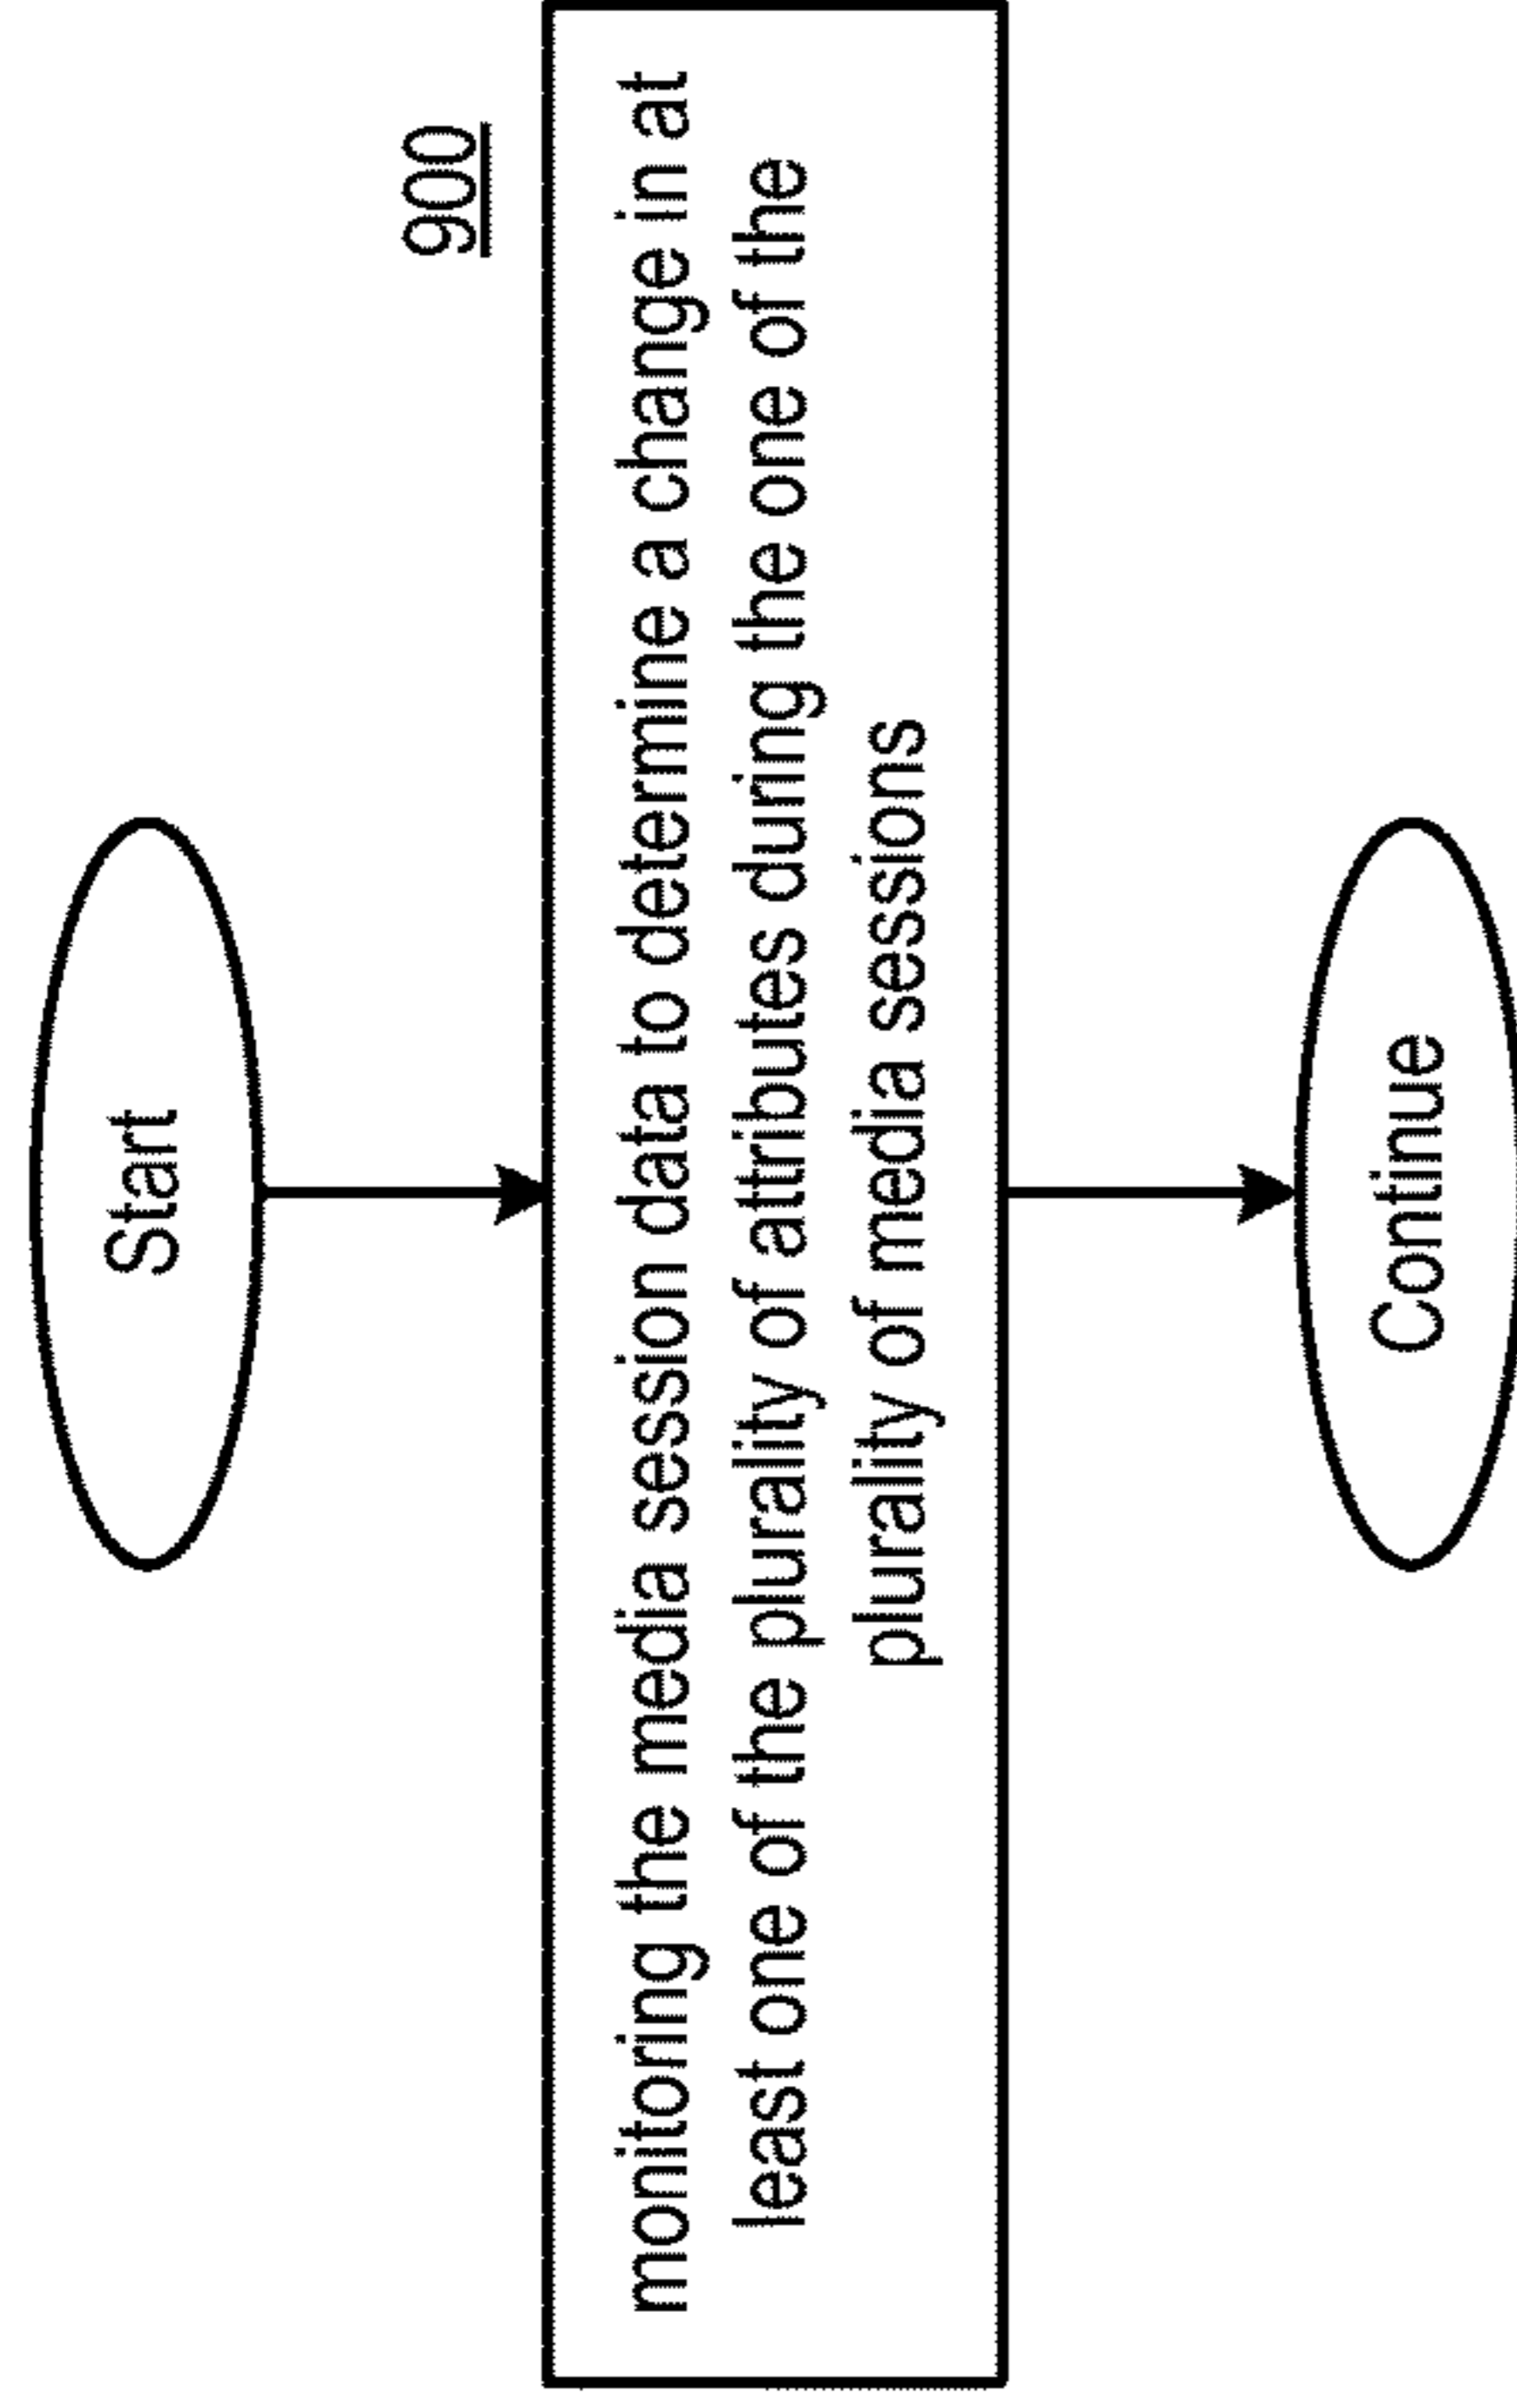 Start
900
monitoring the media session data to determine a change in at
least one of the plurality of attributes during the one of the
plurality of media sessions
Continue